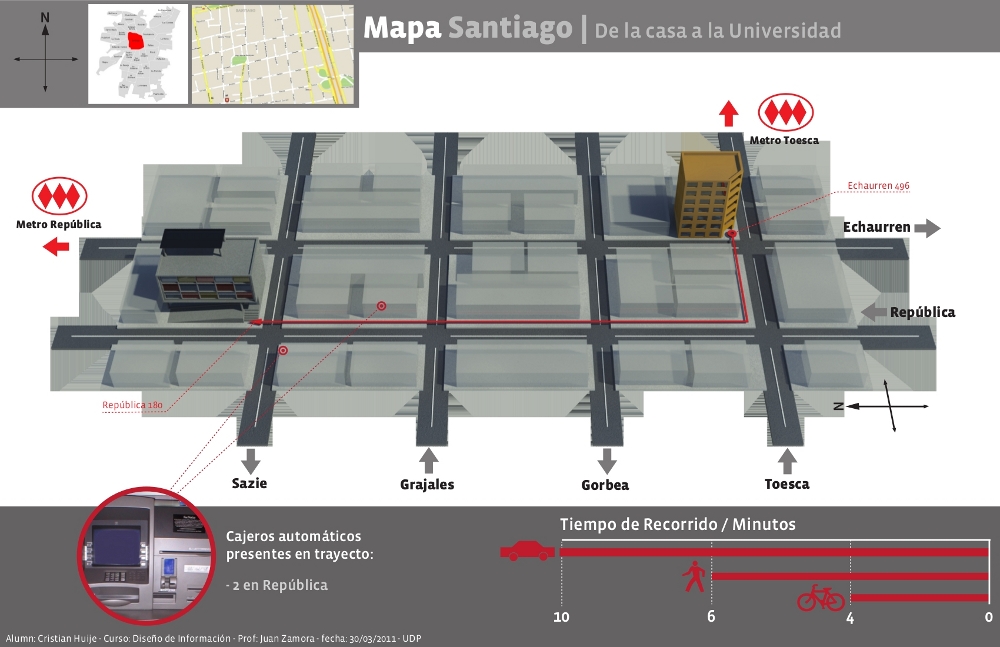 N
Mapa Santiago | De la casa a la Universidad
Metro Toesca
Echaurren 496
Metro República
Echaurren
República
República 180
N
Sazie
Grajales
Gorbea
Toesca
Cajeros automáticos
presentes en trayecto:
- 2 en República
Tiempo de Recorrido / Minutos
10
6
4
0
Alumn: Cristian Huije - Curso: Diseño de Información - Prof: Juan Zamora - fecha: 30/03/2011 - UDP